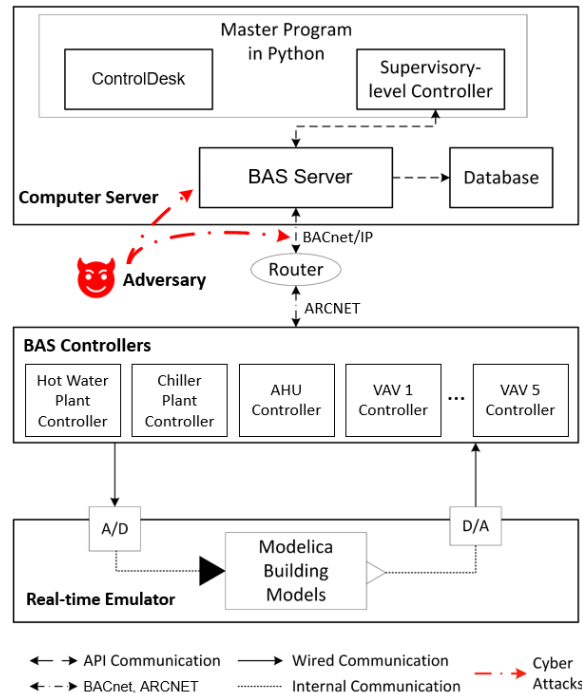 Master Program
in Python
ControlDesk
Supervisory-
level Controller
BAS Server
Database
Computer Server
BACnet/IP
Router
Adversary
ARCNET
BAS Controllers
Hot Water
Plant
Controller
Chiller
Plant
Controller
AHU
Controller
VAV 1
Controller
...
VAV 5
Controller
A/D
D/A
Modelica
Building
Models
Real-time Emulator
API Communication
Wired Communication
Cyber
Attacks
BACnet, ARCNET
Internal Communication